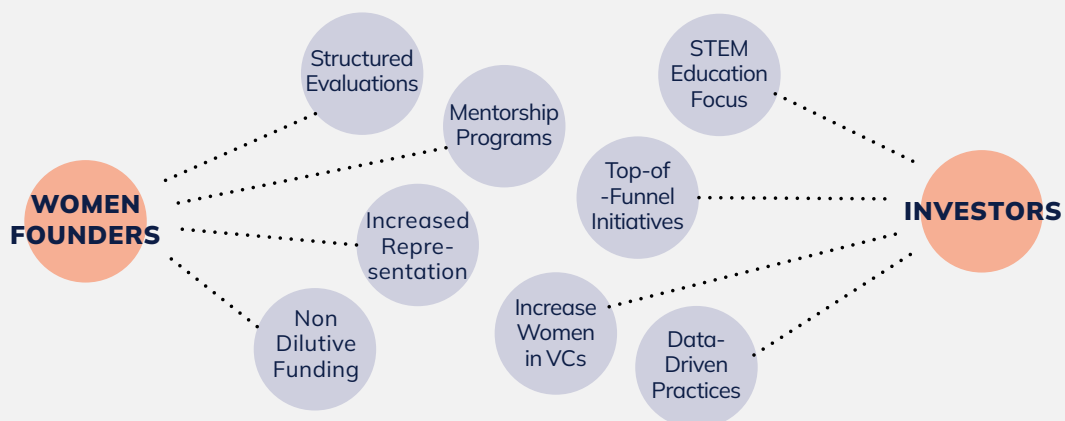 WOMEN
FOUNDERS
Structured
Evaluations
Mentorship
Programs
Increased
Repre-
sentation
Non
Dilutive
Funding
STEM
Education
Focus
Top-of
-Funnel
Initiatives
Increase
Women
in VCs
Data-
Driven
Practices
INVESTORS